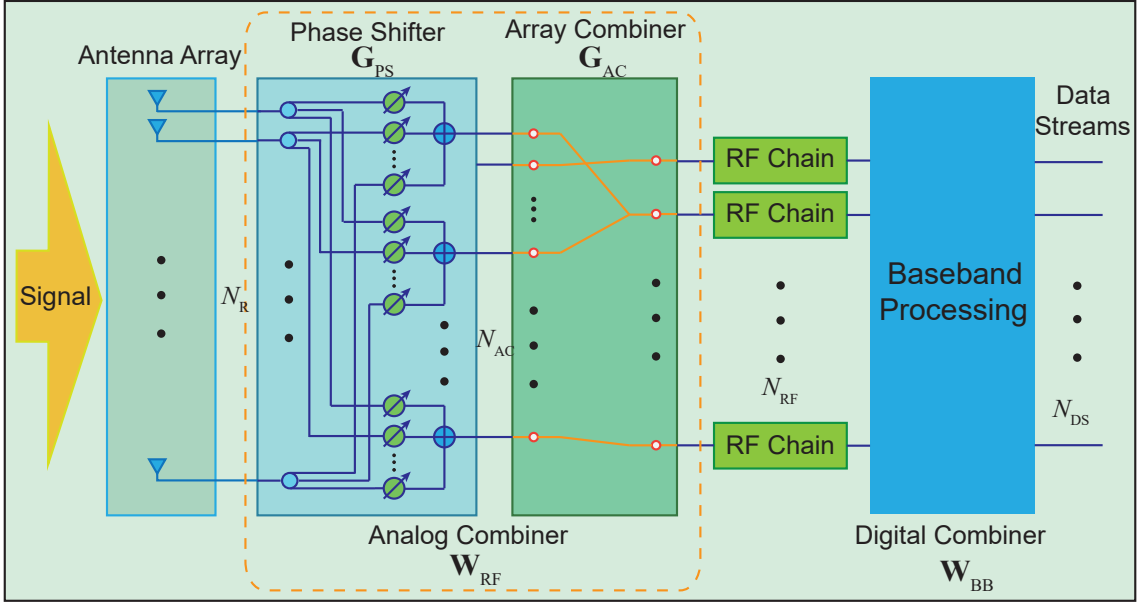 Phase Shifter
G_PS
Array Combiner
G_AC
Antenna Array
Data
Streams
RF Chain
RF Chain
Signal
N_R
N_AC
Baseband
Processing
N_RF
N_DS
RF Chain
Analog Combiner
W_RF
Digital Combiner
W_BB